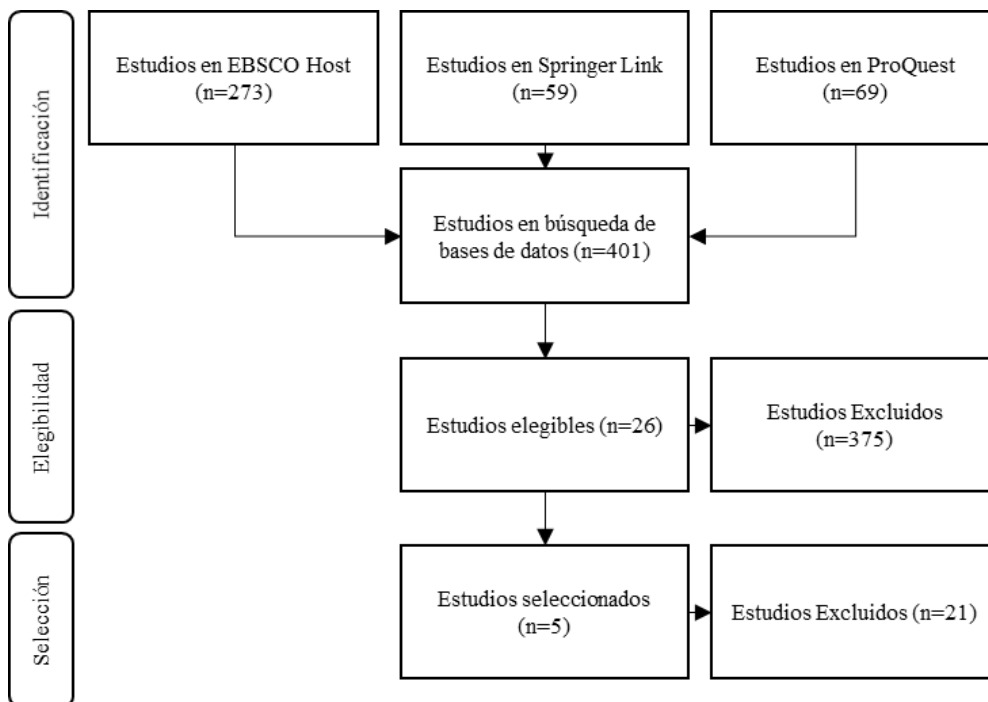 Identificación
Estudios en EBSCO Host
(n=273)
Estudios en Springer Link
(n=59)
Estudios en ProQuest
(n=69)
Estudios en búsqueda de
bases de datos (n=401)
Elegibilidad
Estudios elegibles (n=26)
Estudios Excluidos
(n=375)
Selección
Estudios seleccionados
(n=5)
Estudios Excluidos (n=21)